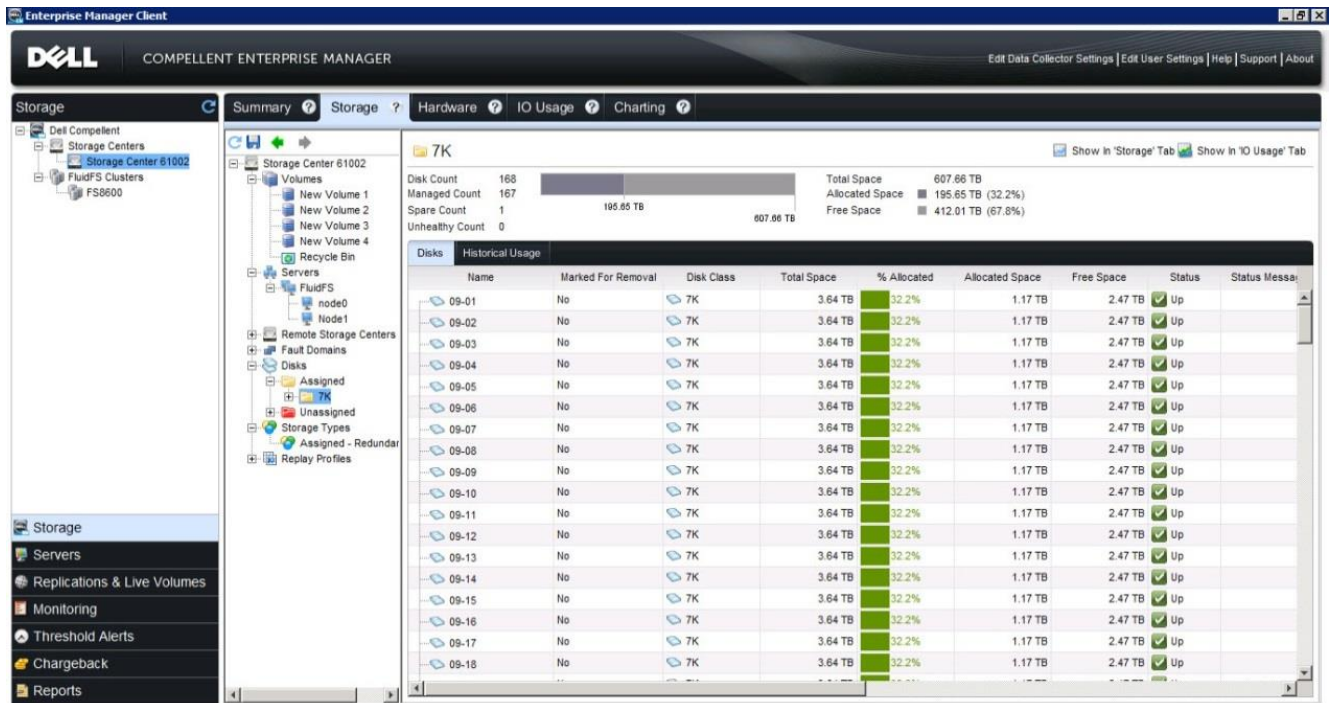 Enterprise Manager Client
DELL COMPELLENT ENTERPRISE MANAGER Edit Data Collector Settings | Edit User Settings | Help | Support | About
Storage
Dell Compellent
Storage Centers
Storage Center 61002
FluidFS Clusters
FS8600
Storage
Servers
Replications & Live Volumes
Monitoring
Threshold Alerts
Chargeback
Reports
Summary ? Storage ? Hardware ? IO Usage ? Charting ?
Storage Center 61002
Volumes
New Volume 1
New Volume 2
New Volume 3
New Volume 4
Recycle Bin
Servers
FluidFS
node0
Node1
Remote Storage Centers
Fault Domains
Disks
Assigned
7K
Unassigned
Storage Types
Assigned - Redundar
Replay Profiles
7K Show In 'Storage' Tab Show In 'IO Usage' Tab
Disk Count 168
Managed Count 167
Spare Count 1
Unhealthy Count 0
195.65 TB
607.66 TB
Total Space 607.66 TB
Allocated Space 195.65 TB (32.2%)
Free Space 412.01 TB (67.8%)
Disks Historical Usage
Name Marked For Removal Disk Class Total Space % Allocated Allocated Space Free Space Status Status Messa
09-01 No 7K 3.64 TB 32.2% 1.17 TB 2.47 TB Up
09-02 No 7K 3.64 TB 32.2% 1.17 TB 2.47 TB Up
09-03 No 7K 3.64 TB 32.2% 1.17 TB 2.47 TB Up
09-04 No 7K 3.64 TB 32.2% 1.17 TB 2.47 TB Up
09-05 No 7K 3.64 TB 32.2% 1.17 TB 2.47 TB Up
09-06 No 7K 3.64 TB 32.2% 1.17 TB 2.47 TB Up
09-07 No 7K 3.64 TB 32.2% 1.17 TB 2.47 TB Up
09-08 No 7K 3.64 TB 32.2% 1.17 TB 2.47 TB Up
09-09 No 7K 3.64 TB 32.2% 1.17 TB 2.47 TB Up
09-10 No 7K 3.64 TB 32.2% 1.17 TB 2.47 TB Up
09-11 No 7K 3.64 TB 32.2% 1.17 TB 2.47 TB Up
09-12 No 7K 3.64 TB 32.2% 1.17 TB 2.47 TB Up
09-13 No 7K 3.64 TB 32.2% 1.17 TB 2.47 TB Up
09-14 No 7K 3.64 TB 32.2% 1.17 TB 2.47 TB Up
09-15 No 7K 3.64 TB 32.2% 1.17 TB 2.47 TB Up
09-16 No 7K 3.64 TB 32.2% 1.17 TB 2.47 TB Up
09-17 No 7K 3.64 TB 32.2% 1.17 TB 2.47 TB Up
09-18 No 7K 3.64 TB 32.2% 1.17 TB 2.47 TB Up